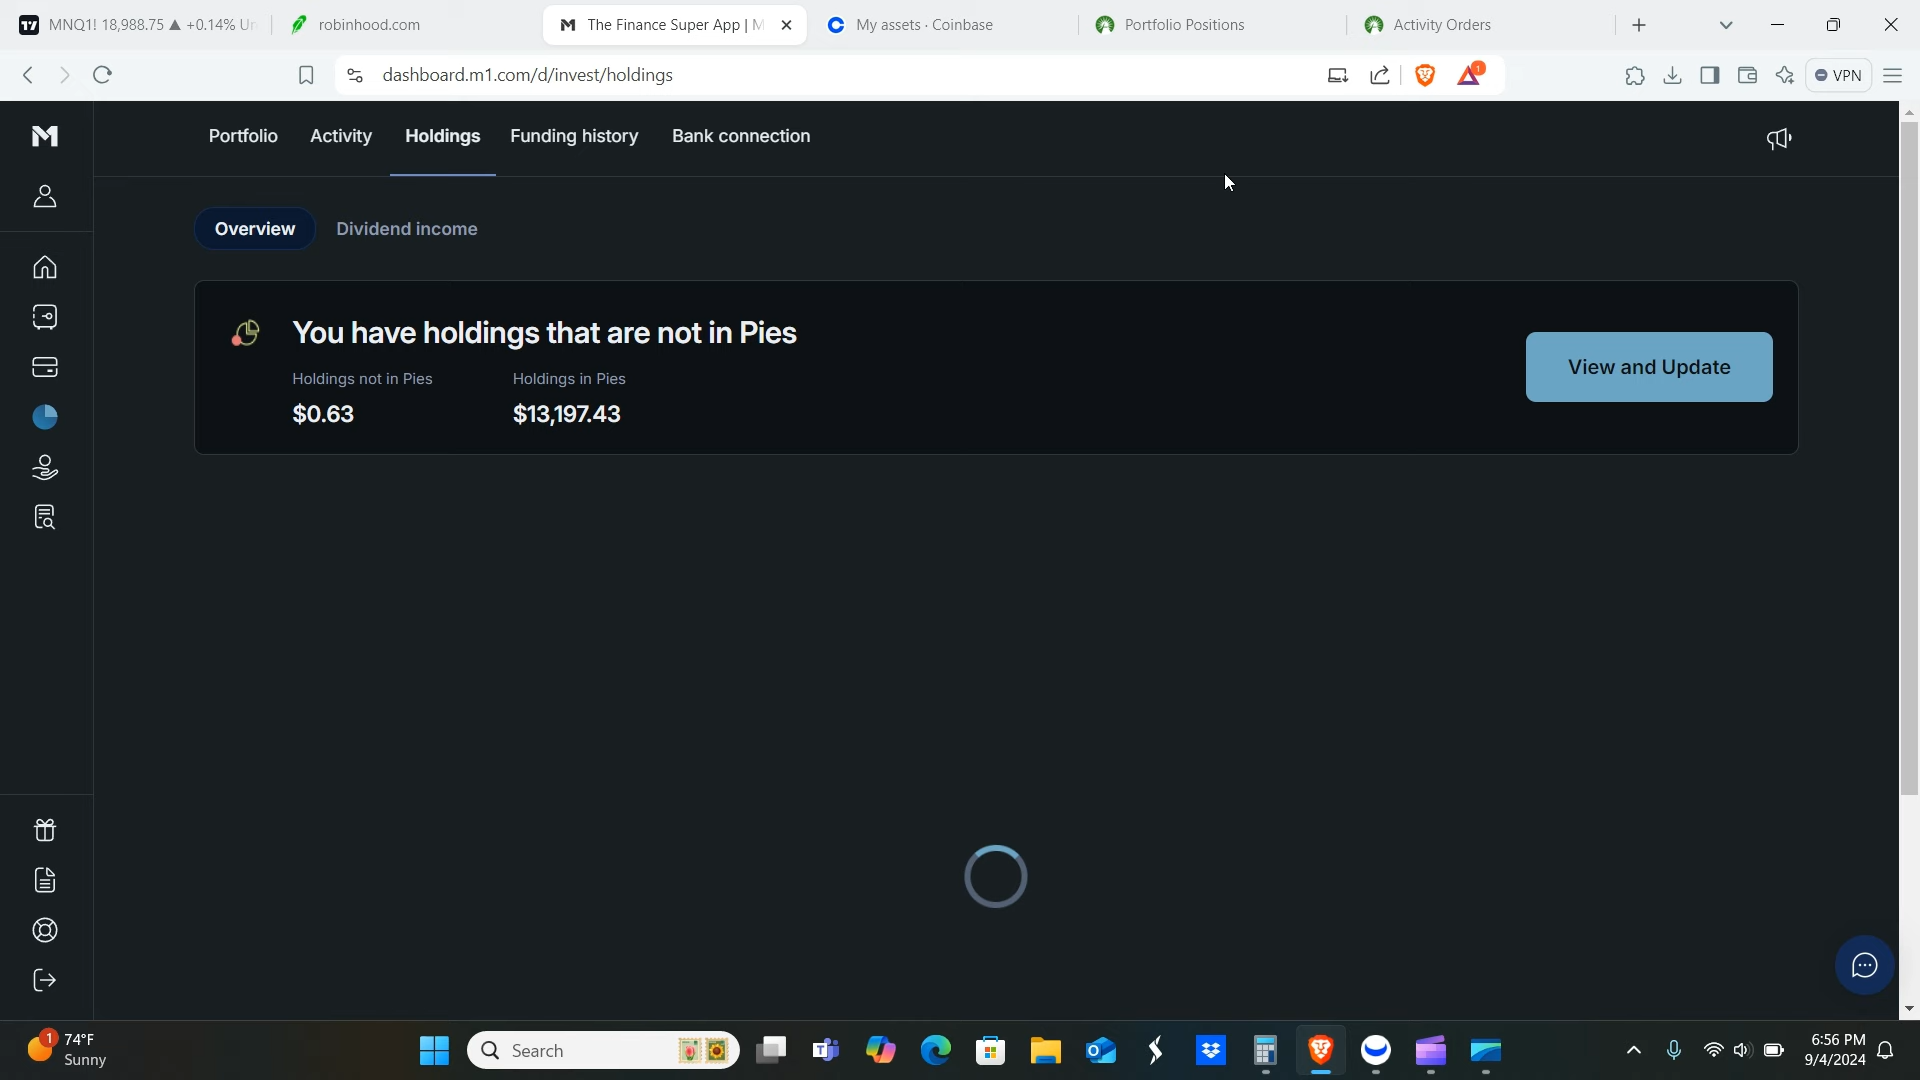 MNQ1! 18,988.75 ▲ +0.14% Un
robinhood.com
The Finance Super App | M
My assets · Coinbase
Portfolio Positions
Activity Orders
dashboard.m1.com/d/invest/holdings
1
VPN
Portfolio
Activity
Holdings
Funding history
Bank connection
Overview
Dividend income
You have holdings that are not in Pies
Holdings not in Pies
Holdings in Pies
$0.63
$13,197.43
View and Update
1
74°F
Sunny
Search
6:56 PM
9/4/2024